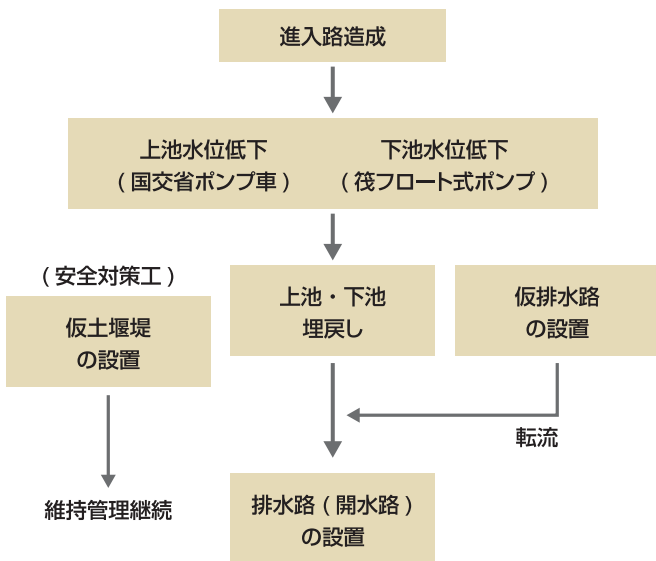 進入路造成
上池水位低下
(国交省ポンプ車)
下池水位低下
(筏フロート式ポンプ)
(安全対策工)
仮土堰堤
の設置
上池・下池
埋戻し
仮排水路
の設置
転流
維持管理継続
排水路(開水路)
の設置